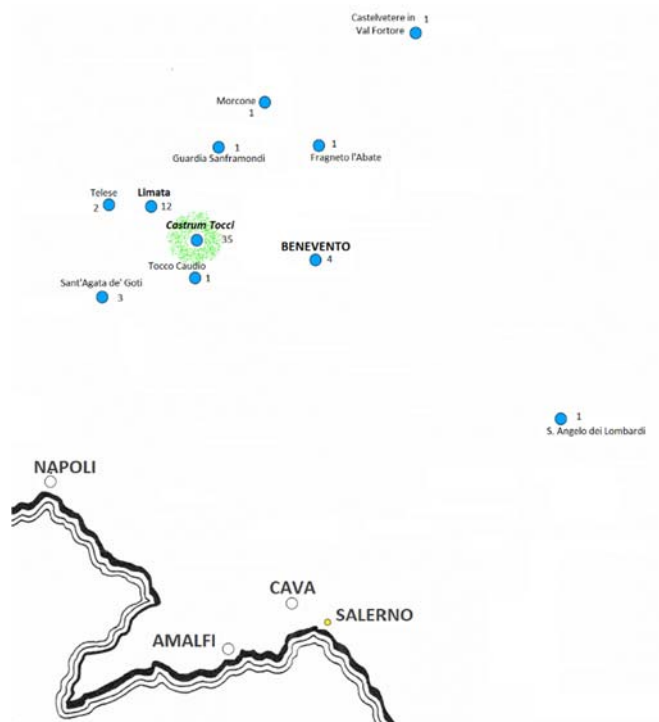 Castelvetere in 1
Val Fortore
Morcone
1
1
Guardia Sanframondi
1
Fragneto l'Abate
Telese
2
Limata
12
Castrum Tocci
35
BENEVENTO
4
Tocco Caudio
1
Sant'Agata de' Goti
3
1
S. Angelo dei Lombardi
NAPOLI
CAVA
SALERNO
AMALFI